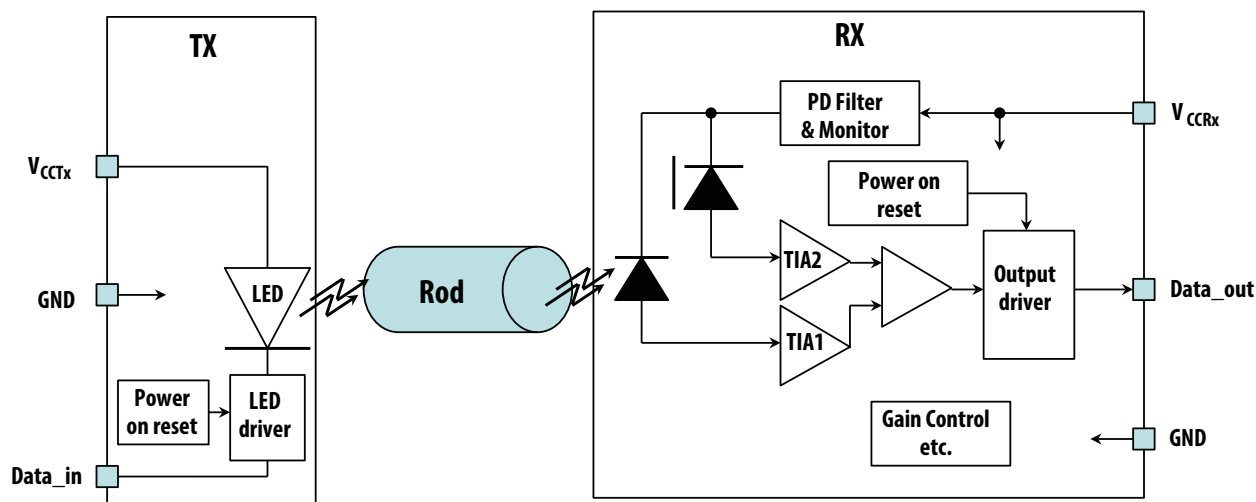 TX
RX
PD Filter
& Monitor
V CCRx
VCCTx
Power on
reset
LED
Rod
TIA2
Output
driver
Data_out
GND
TIA1
Power
on reset
LED
driver
Gain Control
etc.
GND
Data_in